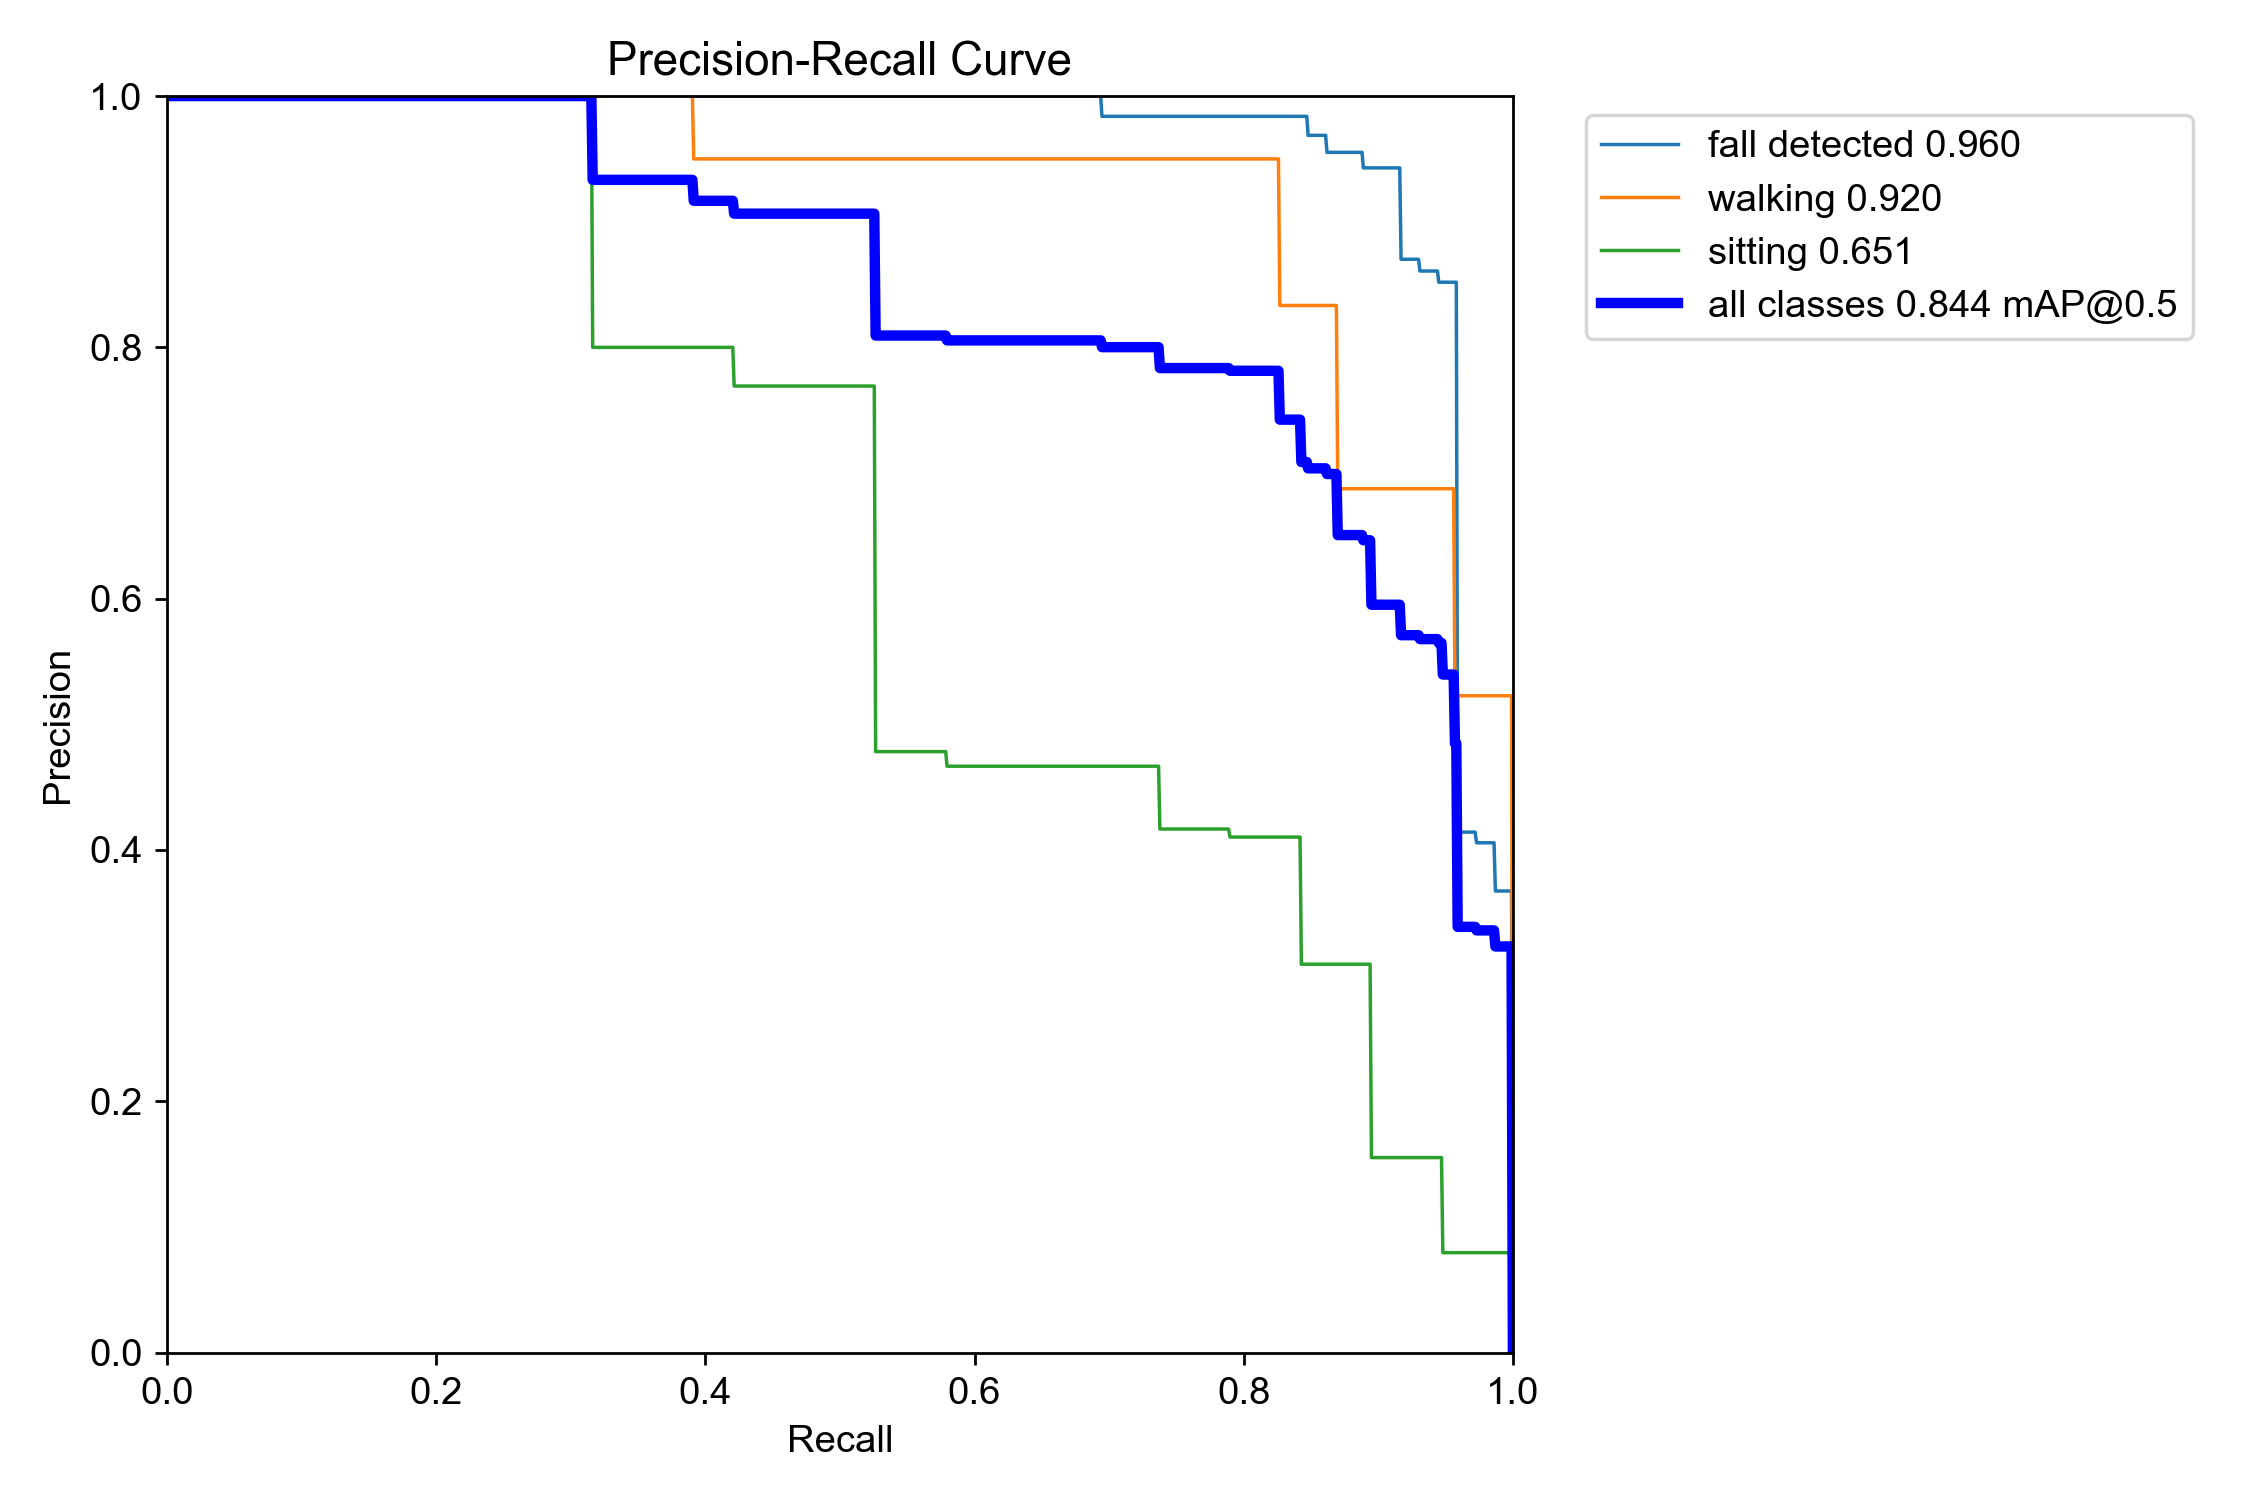 Precision-Recall Curve
1.0
0.8
0.6
0.4
0.2
0.0
Precision
0.0 0.2 0.4 0.6 0.8 1.0
Recall
fall detected 0.960
walking 0.920
sitting 0.651
all classes 0.844 mAP@0.5